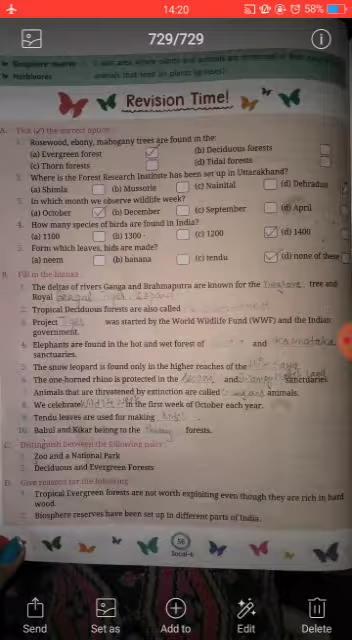 14:20
58%
729/729
Biosphere reserve
Herbivores
animals that feed on plants
Revision Time!
A. Tick (✓) the correct option:
1. Rosewood, ebony, mahogany trees are found in the:
(a) Evergreen forest ✓ (b) Deciduous forests
(c) Thorn forests (d) Tidal forests
2. Where is the Forest Research Institute has been set up in Uttarakhand?
(a) Shimla (b) Mussorie (c) Nainital (d) Dehradun
3. In which month we observe wildlife week?
(a) October ✓ (b) December (c) September (d) April
4. How many species of birds are found in India?
(a) 1100 (b) 1300 (c) 1200 ✓ (d) 1400
5. Form which leaves, bidis are made?
(a) neem (b) banana (c) tendu ✓ (d) none of these
B. Fill in the blanks:
1. The deltas of rivers Ganga and Brahmaputra are known for the tree and
Royal
2. Tropical Deciduous forests are also called
3. Project was started by the World Wildlife Fund (WWF) and the Indian
government.
4. Elephants are found in the hot and wet forest of and Karnataka
sanctuaries.
5. The snow leopard is found only in the higher reaches of the
6. The one-horned rhino is protected in the and sanctuaries.
7. Animals that are threatened by extinction are called animals.
8. We celebrate in the first week of October each year.
9. Tendu leaves are used for making
10. Babul and Kikar belong to the forests.
C. Distinguish between the following pairs:
1. Zoo and a National Park
2. Deciduous and Evergreen Forests
D. Give reasons for the following:
1. Tropical Evergreen forests are not worth exploiting even though they are rich in hard
wood.
2. Biosphere reserves have been set up in different parts of India.
56
Social-4
Send Set as Add to Edit Delete